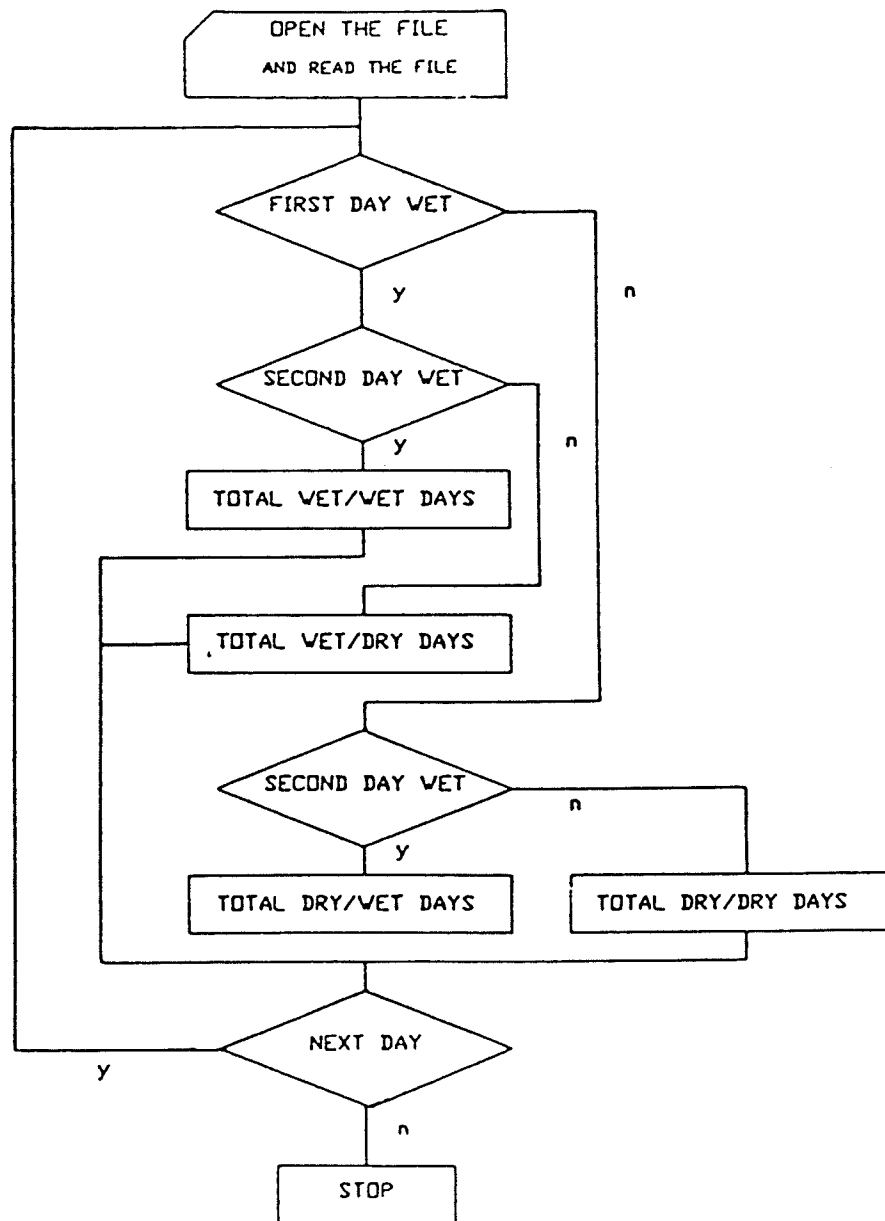 OPEN THE FILE
AND READ THE FILE
FIRST DAY WET
y
n
SECOND DAY WET
y
n
TOTAL WET/WET DAYS
TOTAL WET/DRY DAYS
SECOND DAY WET
n
y
TOTAL DRY/WET DAYS
TOTAL DRY/DRY DAYS
NEXT DAY
y
n
STOP